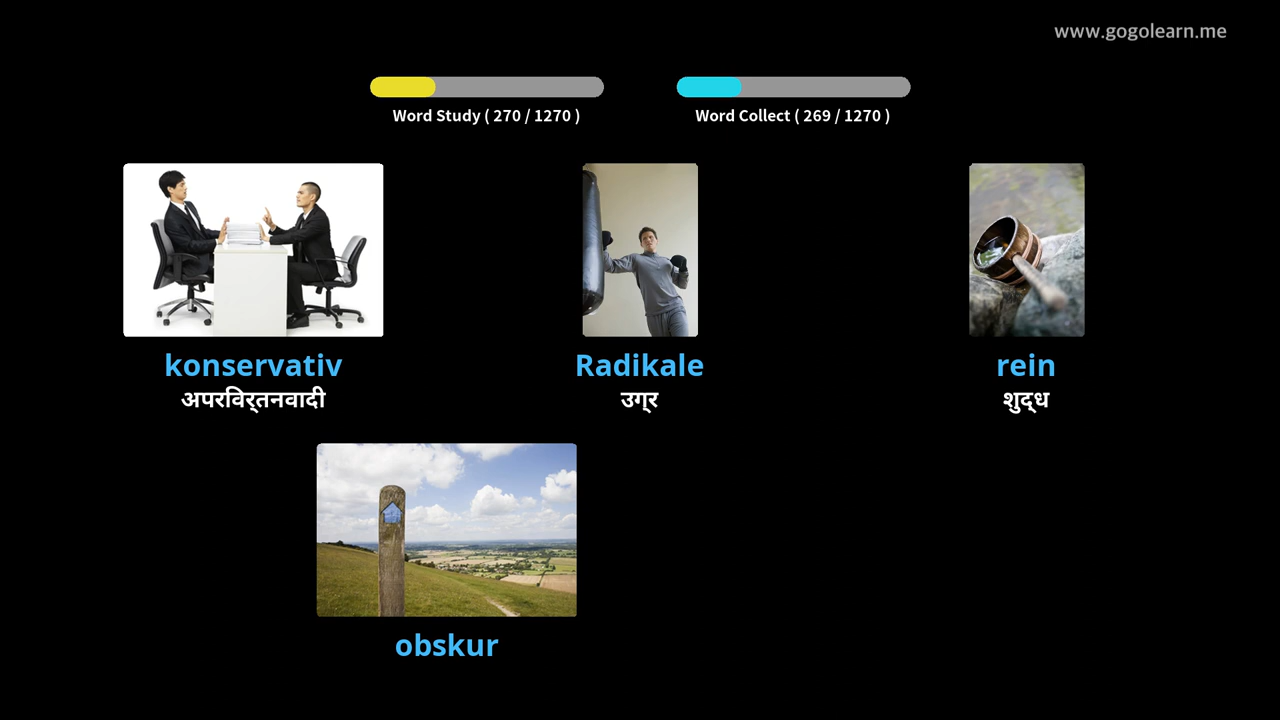 www.gogolearn.me
Word Study ( 270 / 1270 )
Word Collect ( 269 / 1270 )
konservativ
Radikale
rein
अपरविर्तनवादी
उग्र
शुद्ध
obskur